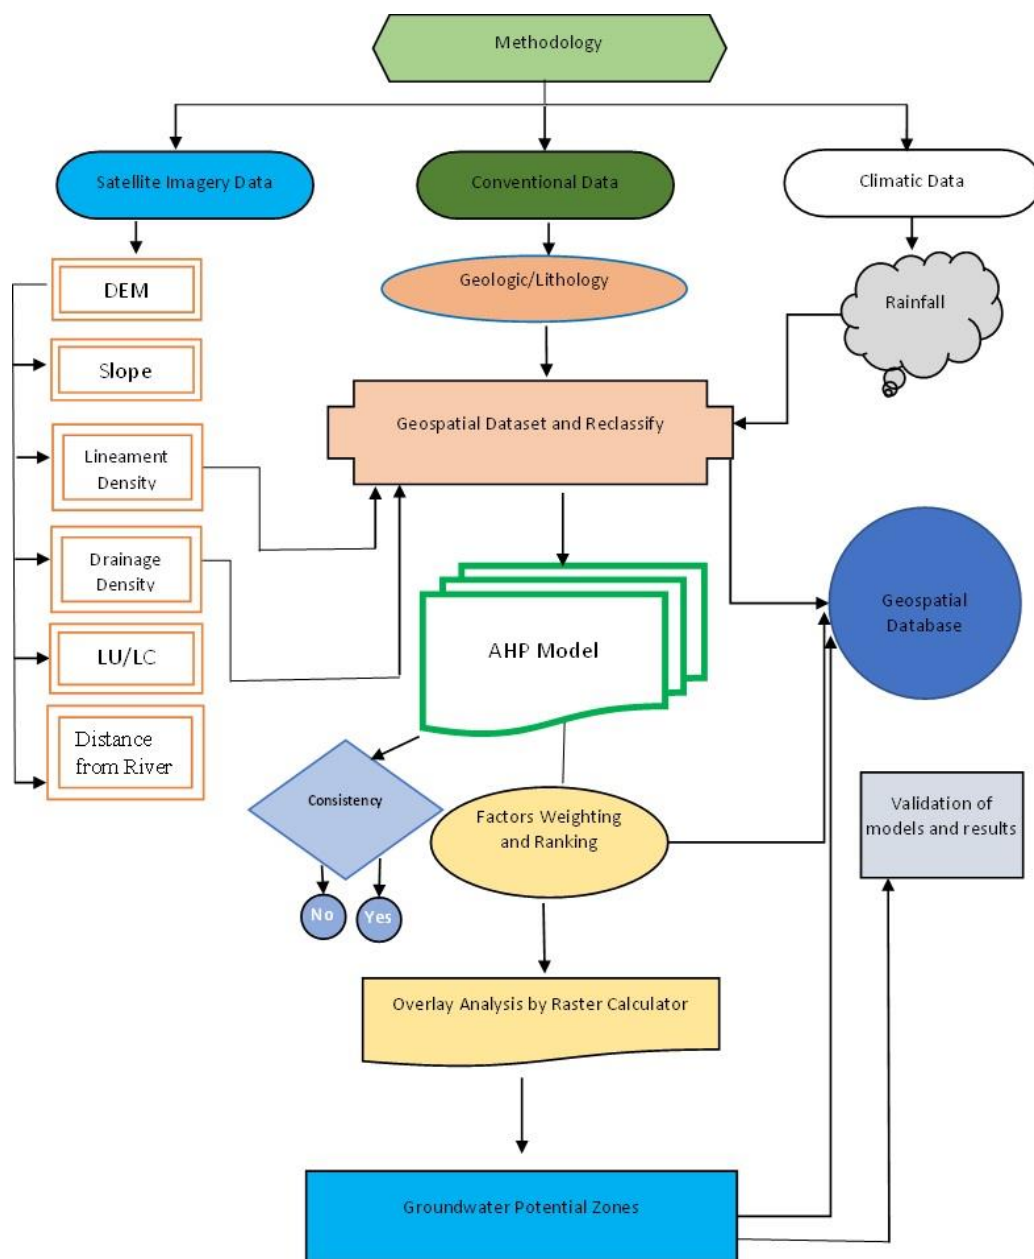 Methodology
Satellite Imagery Data
Conventional Data
Climatic Data
DEM
Geologic/Lithology
Rainfall
Slope
Geospatial Dataset and Reclassify
Lineament
Density
Drainage
Density
Geospatial
Database
LU/LC
AHP Model
Distance
from River
Consistency
Factors Weighting
and Ranking
Validation of
models and results
No
Yes
Overlay Analysis by Raster Calculator
Groundwater Potential Zones